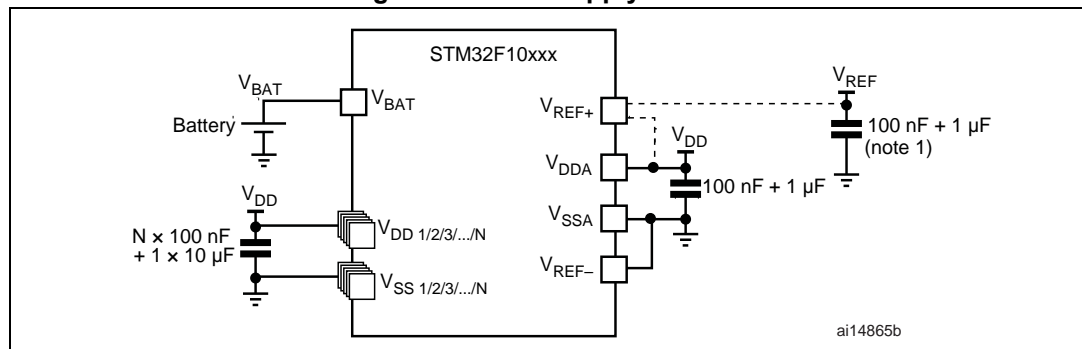 STM32F10xxx
VBAT
VBAT
Battery
VDD
N × 100 nF
+ 1 × 10 µF
VDD 1/2/3/.../N
VSS 1/2/3/.../N
VREF+
VDDA
VSSA
VREF–
VDD
100 nF + 1 µF
VREF
100 nF + 1 µF
(note 1)
ai14865b